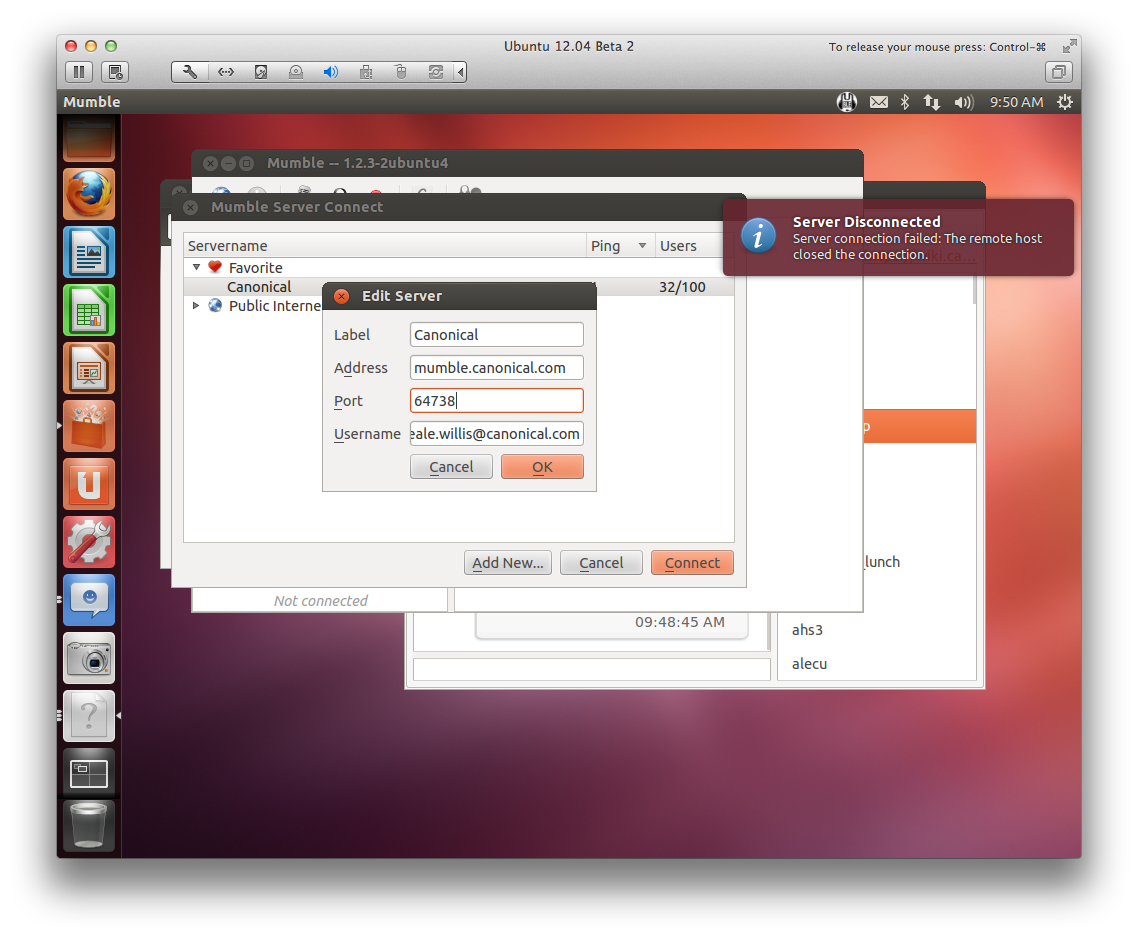 Ubuntu 12.04 Beta 2
To release your mouse press: Control-⌘
Mumble
9:50 AM
Mumble -- 1.2.3-2ubuntu4
Mumble Server Connect
Server Disconnected
Server connection failed: The remote host
closed the connection.
Servername Ping Users
Favorite
Canonical 32/100
Public Interne
Edit Server
Label Canonical
Address mumble.canonical.com
Port 64738
Username eale.willis@canonical.com
Cancel OK
Add New... Cancel Connect
_lunch
Not connected
09:48:45 AM
ahs3
alecu